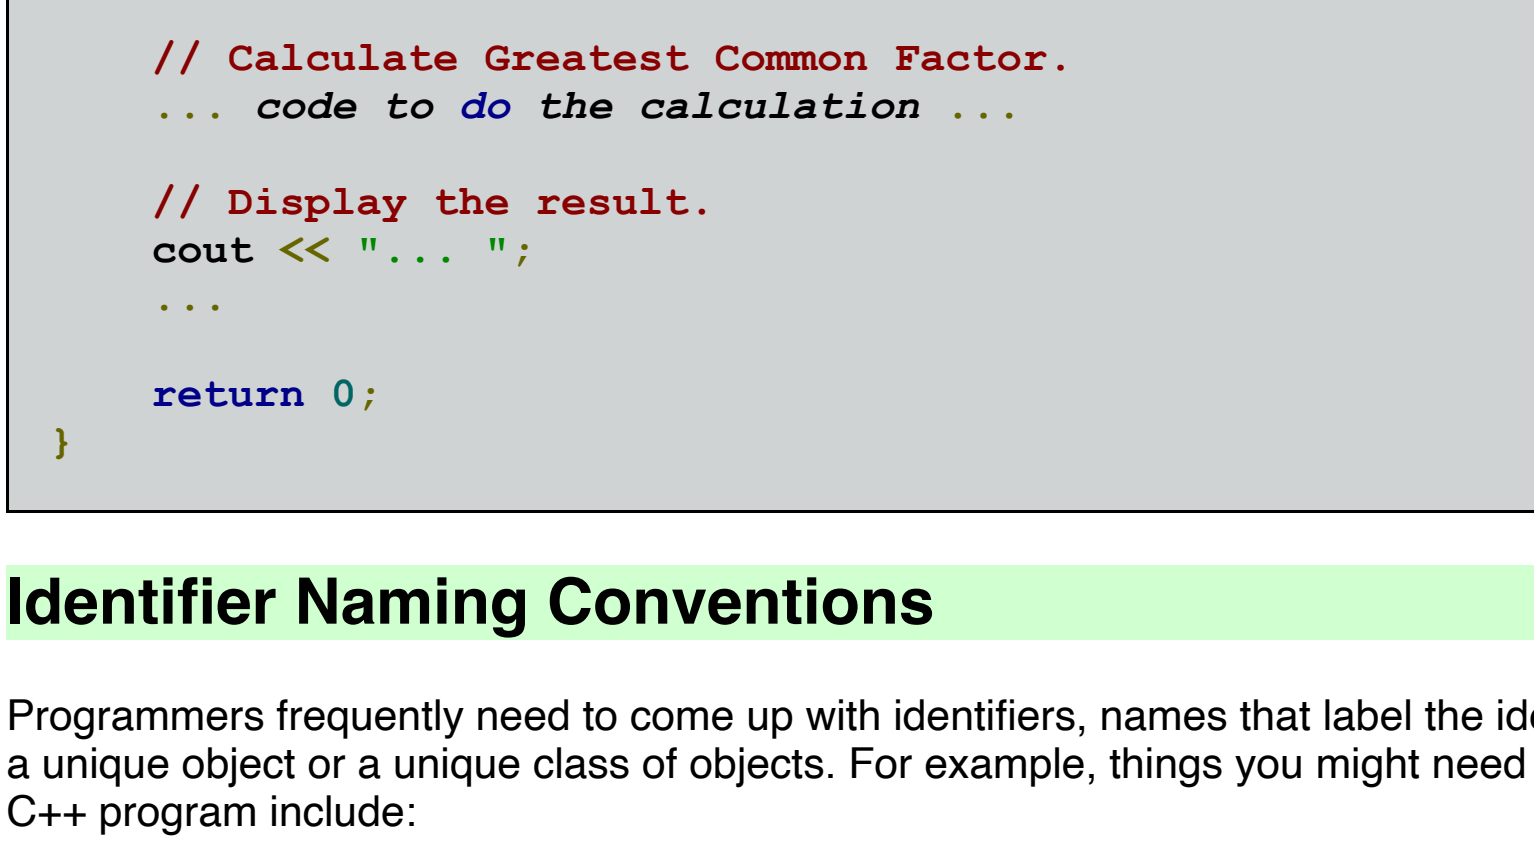 // Calculate Greatest Common Factor.
... code to do the calculation ...
// Display the result.
cout << "... ";
...
return 0;
}
Identifier Naming Conventions
Programmers frequently need to come up with identifiers, names that label the
a unique object or a unique class of objects. For example, things you might need
C++ program include: